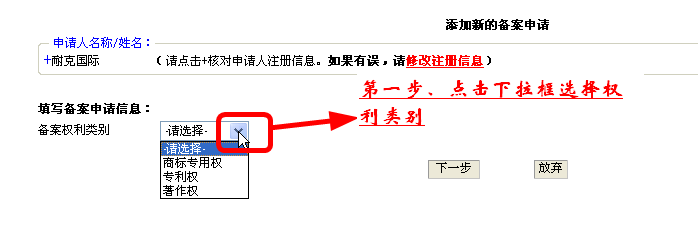 添加新的备案申请
申请人名称/姓名:
+耐克国际 (请点击+核对申请人注册信息。如果有误,请修改注册信息)
第一步、点击下拉框选择权
利类别
填写备案申请信息:
备案权利类别 -请选择-
-请选择-
商标专用权
专利权
著作权
下一步 放弃